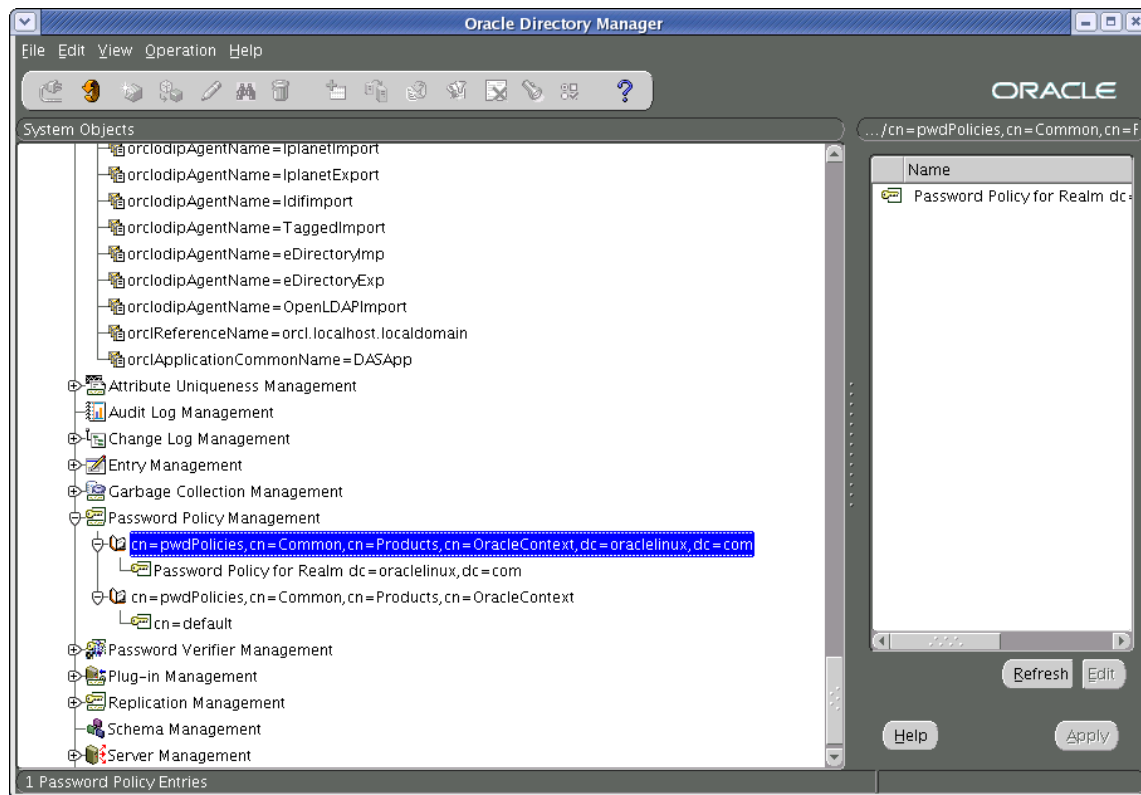 Oracle Directory Manager
File Edit View Operation Help
ORACLE
System Objects
.../cn=pwdPolicies,cn=Common,cn=P
orclodipAgentName=IplanetImport
orclodipAgentName=IplanetExport
orclodipAgentName=ldifimport
orclodipAgentName=TaggedImport
orclodipAgentName=eDirectoryImp
orclodipAgentName=eDirectoryExp
orclodipAgentName=OpenLDAPImport
orclReferenceName=orcl.localhost.localdomain
orclApplicationCommonName=DASApp
Attribute Uniqueness Management
Audit Log Management
Change Log Management
Entry Management
Garbage Collection Management
Password Policy Management
cn=pwdPolicies,cn=Common,cn=Products,cn=OracleContext,dc=oraclelinux,dc=com
Password Policy for Realm dc=oraclelinux,dc=com
cn=pwdPolicies,cn=Common,cn=Products,cn=OracleContext
cn=default
Password Verifier Management
Plug-in Management
Replication Management
Schema Management
Server Management
Name
Password Policy for Realm dc=
Refresh Edit
Help Apply
1 Password Policy Entries